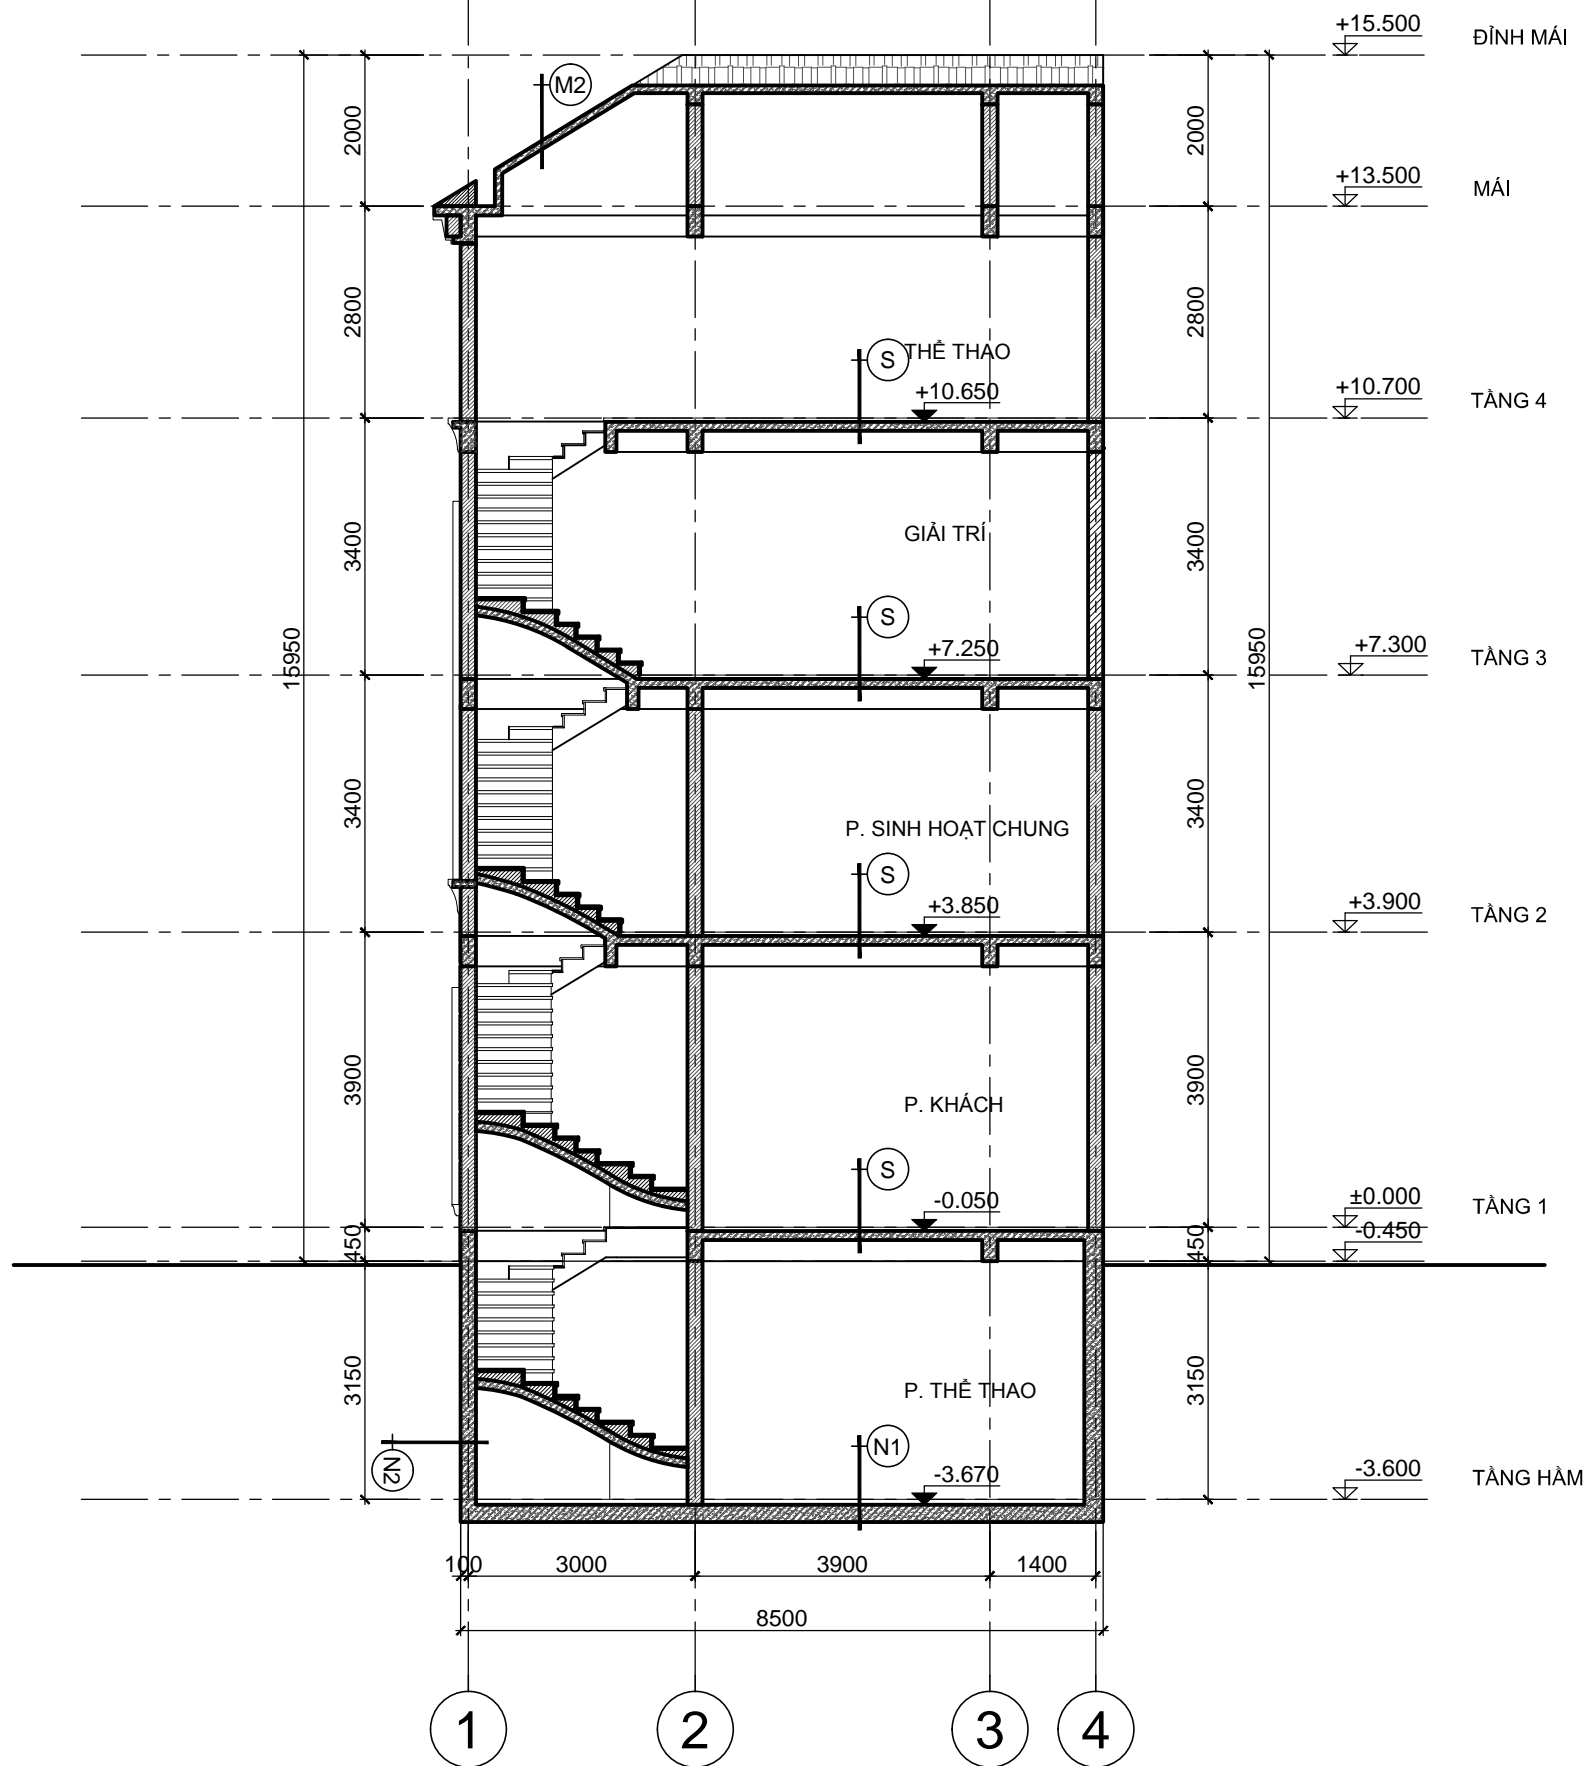 +15.500
ĐỈNH MÁI
M2
2000
2000
+13.500
MÁI
2800
2800
THỂ THAO
S
+10.650
+10.700
TẦNG 4
3400
GIẢI TRÍ
3400
S
15950
+7.250
15950
+7.300
TẦNG 3
3400
P. SINH HOẠT CHUNG
3400
S
+3.850
+3.900
TẦNG 2
3900
P. KHÁCH
3900
S
-0.050
±0.000
TẦNG 1
450
450
-0.450
3150
P. THỂ THAO
3150
N2
N1
-3.670
-3.600
TẦNG HẦM
100
3000
3900
1400
8500
1
2
3
4